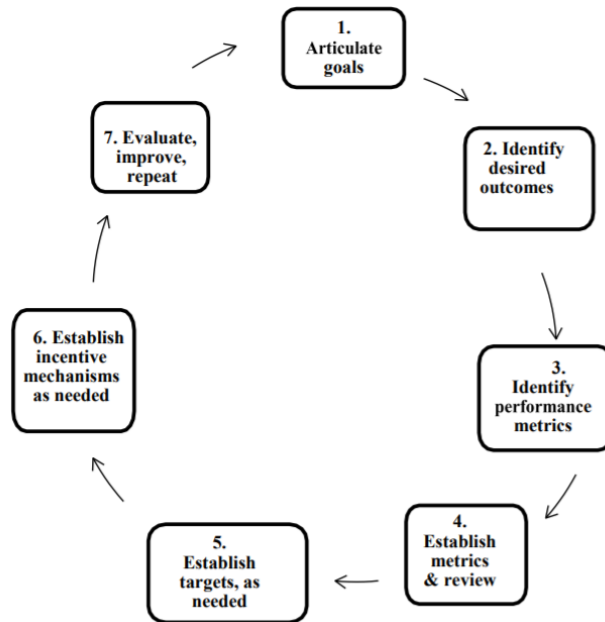 1.
Articulate
goals
2. Identify
desired
outcomes
3.
Identify
performance
metrics
4.
Establish
metrics
& review
5.
Establish
targets, as
needed
6. Establish
incentive
mechanisms
as needed
7. Evaluate,
improve,
repeat